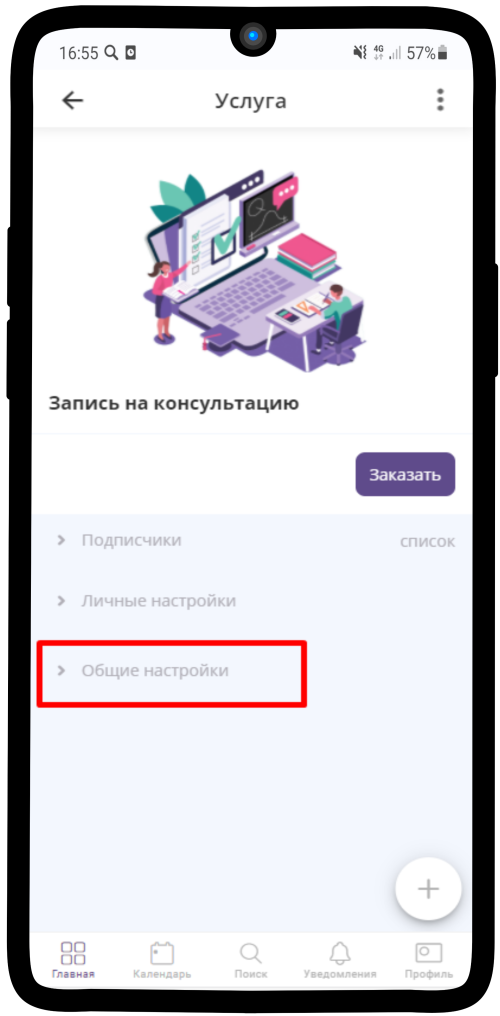 16:55 4G 57%
Услуга
Запись на консультацию
Заказать
Подписчики список
Личные настройки
Общие настройки
Главная Календарь Поиск Уведомления Профиль